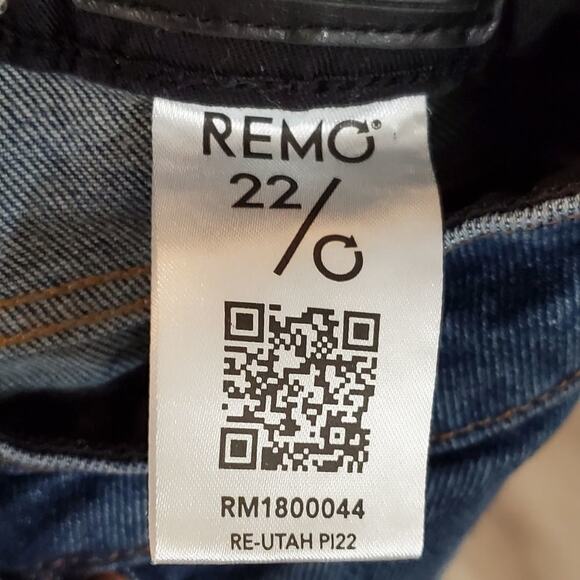 REMO®
22/O
RM1800044
RE-UTAH PI22